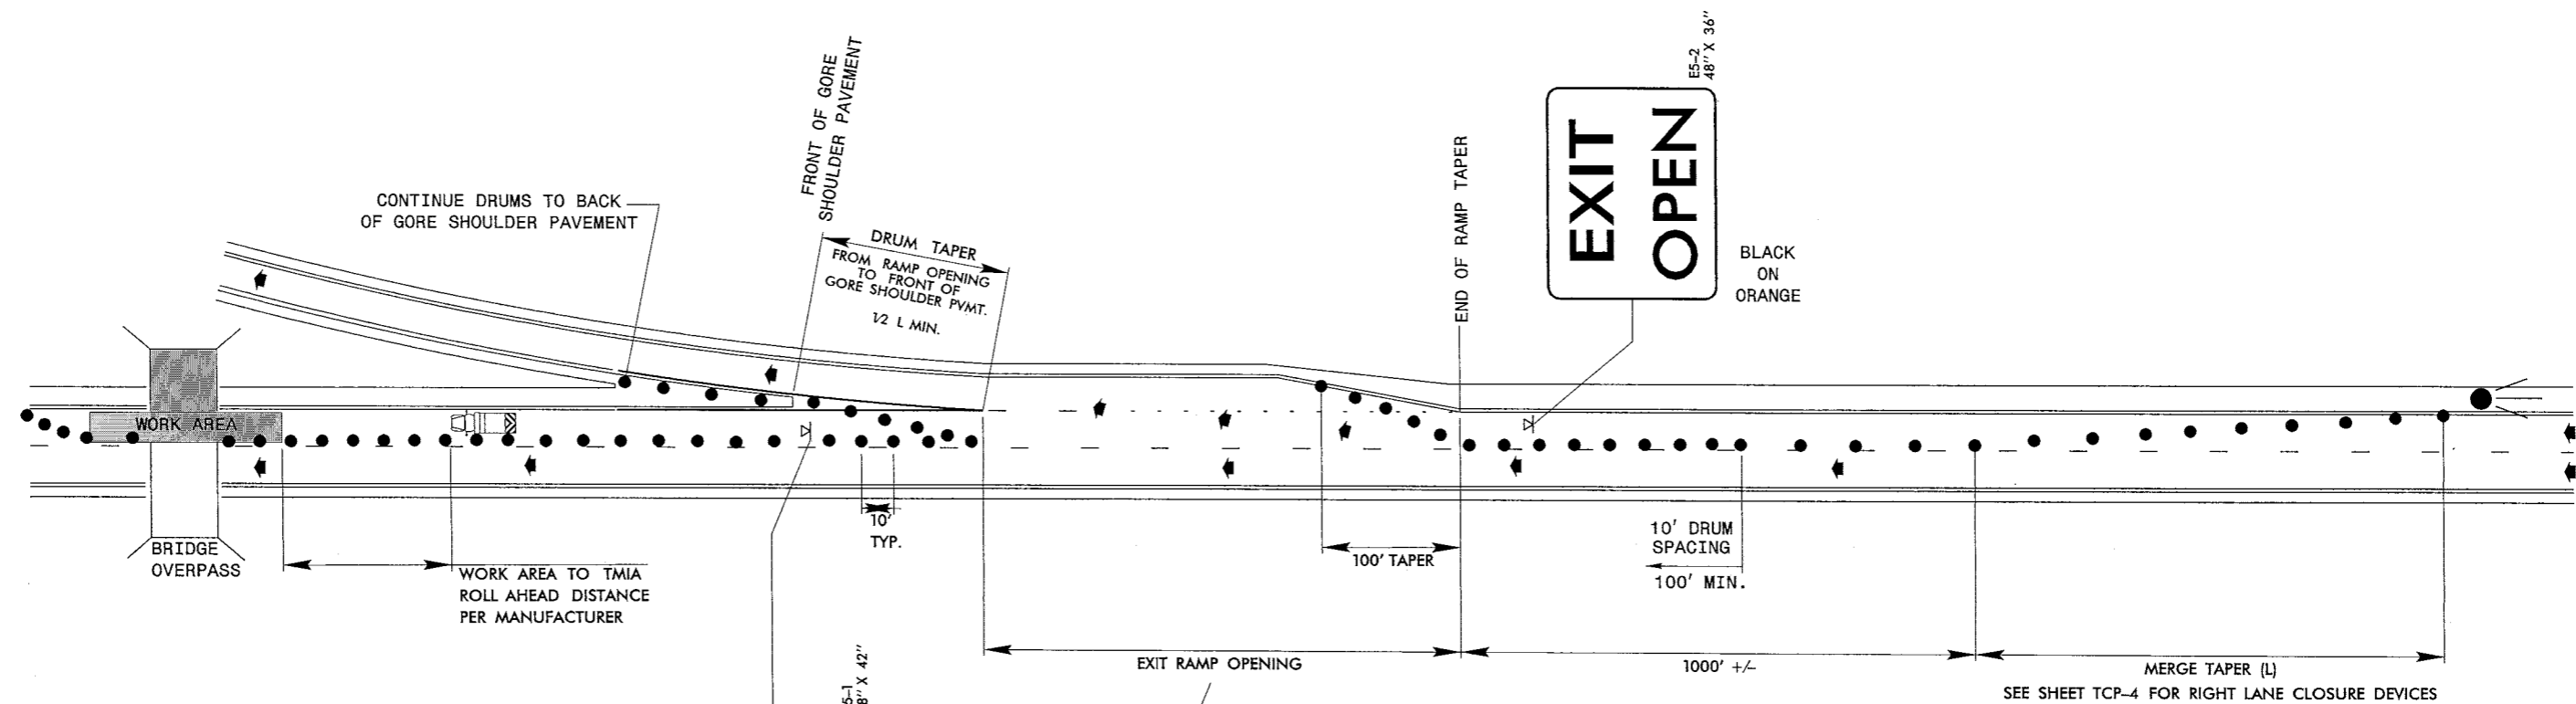 E5-2
48" X 36"
EXIT
OPEN
BLACK
ON
ORANGE
END OF RAMP TAPER
FRONT OF GORE
SHOULDER PAVEMENT
CONTINUE DRUMS TO BACK
OF GORE SHOULDER PAVEMENT
DRUM TAPER
FROM RAMP OPENING
TO FRONT OF
GORE SHOULDER PVMT.
1/2 L MIN.
WORK AREA
BRIDGE
OVERPASS
WORK AREA TO TMIA
ROLL AHEAD DISTANCE
PER MANUFACTURER
10'
TYP.
100' TAPER
10' DRUM
SPACING
100' MIN.
EXIT RAMP OPENING
1000' +/-
MERGE TAPER (L)
SEE SHEET TCP-4 FOR RIGHT LANE CLOSURE DEVICES
5-1
8" X 42"